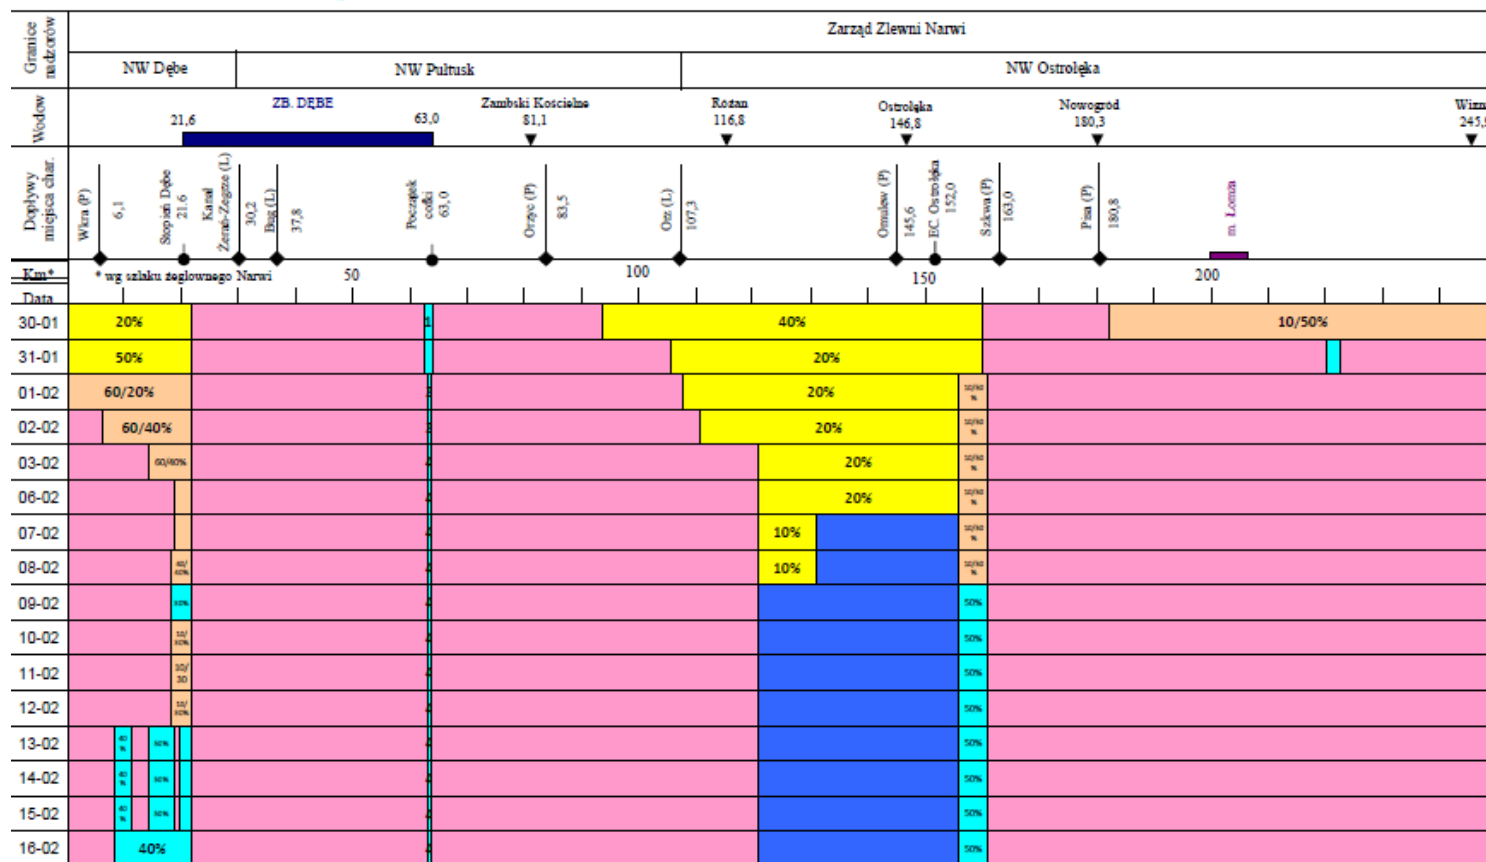 Granice nadzorów
Zarząd Zlewni Narwi
NW Dębe
NW Pułtusk
NW Ostrołęka
Wodow
21,6
ZB. DĘBE
63,0
Zambski Kościelne
81,1
Różan
116,8
Ostrołęka
146,8
Nowogród
180,3
Dopływy miejsca char.
Wkra (P)
6,1
Stopień Dębe
21.6
Kanał Żerań-Zegrze (L)
30,2
Bug (L)
37,8
Początek cofki
63,0
Orzyc (P)
83,5
Orz (L)
107,3
Omulew (P)
145,6
EC. Ostrołęka
152,0
Szkwa (P)
163,0
Pisa (P)
180,8
m. Łomża
Km*
* wg szlaku żeglownego Narwi
50
100
150
200
Data
30-01 20% 1 40% 10/50%
31-01 50% 20%
01-02 60/20% 20%
02-02 60/40% 20%
03-02 60/40% 20%
06-02 20%
07-02 10%
08-02 10%
09-02 50%
10-02 50%
11-02 50%
12-02 50%
13-02 50% 50%
14-02 50% 50%
15-02 50% 50%
16-02 40% 50%